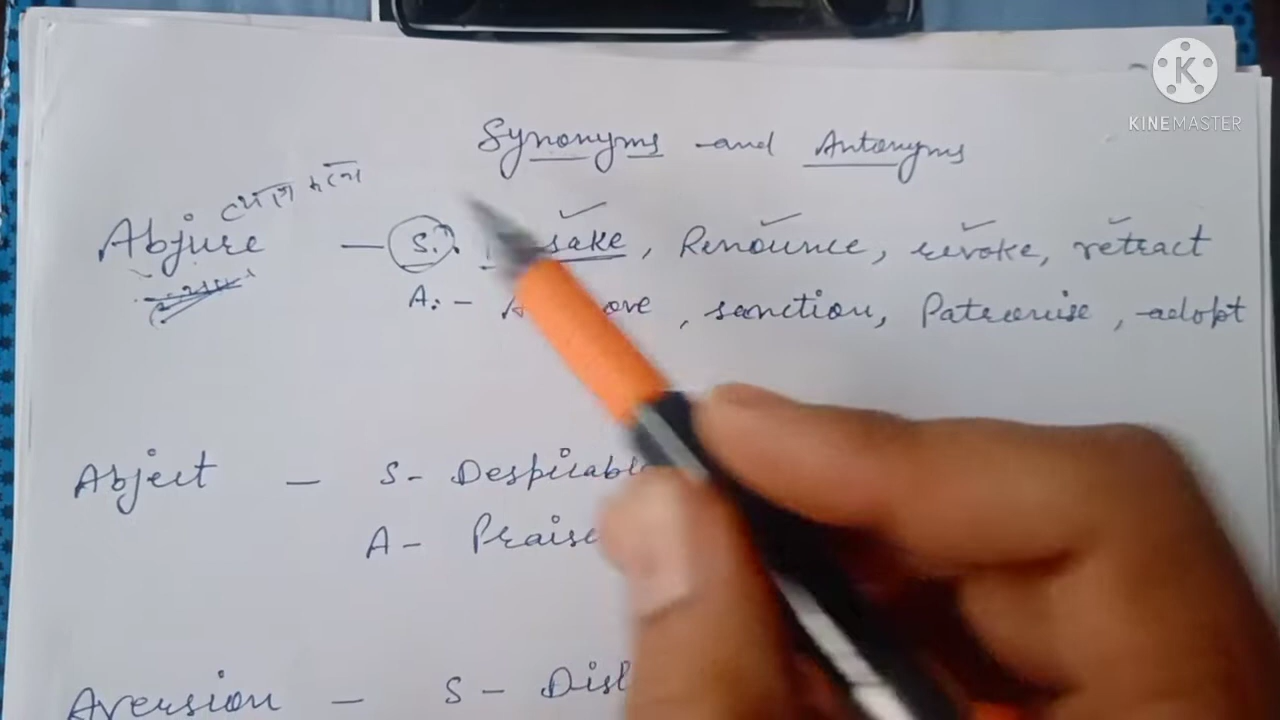 KINEMASTER
Synonyms and Antonyms
Abjure — S. sake, Renounce, revoke, retract
A: - sanction, Patronise, adopt
Abject — S - Despicabl
A - Praise
Aversion — S - Disl